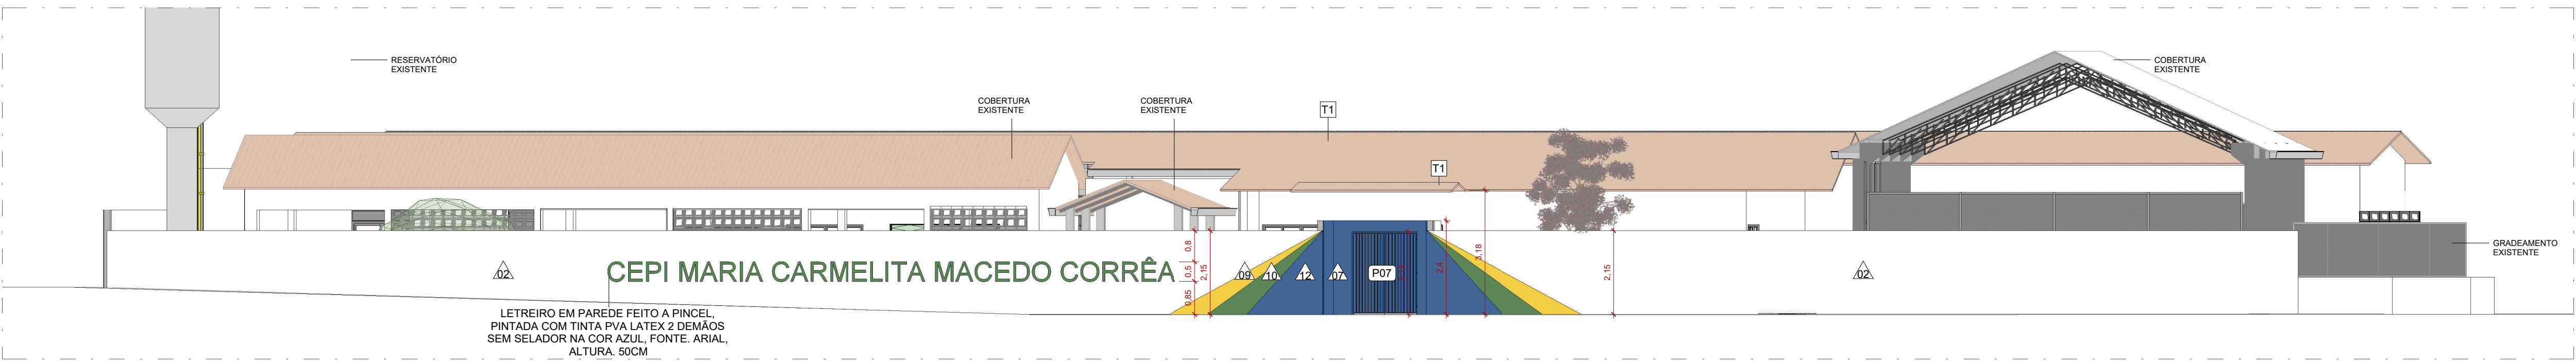 RESERVATÓRIO
EXISTENTE
COBERTURA
EXISTENTE
COBERTURA
EXISTENTE
T1
T1
COBERTURA
EXISTENTE
GRADEAMENTO
EXISTENTE
02
CEPI MARIA CARMELITA MACEDO CORRÊA
0,8
0,5
0,85
2,15
09
10
12
07
P07
2,4
3,18
2,15
02
LETREIRO EM PAREDE FEITO A PINCEL,
PINTADA COM TINTA PVA LATEX 2 DEMÃOS
SEM SELADOR NA COR AZUL, FONTE. ARIAL,
ALTURA. 50CM